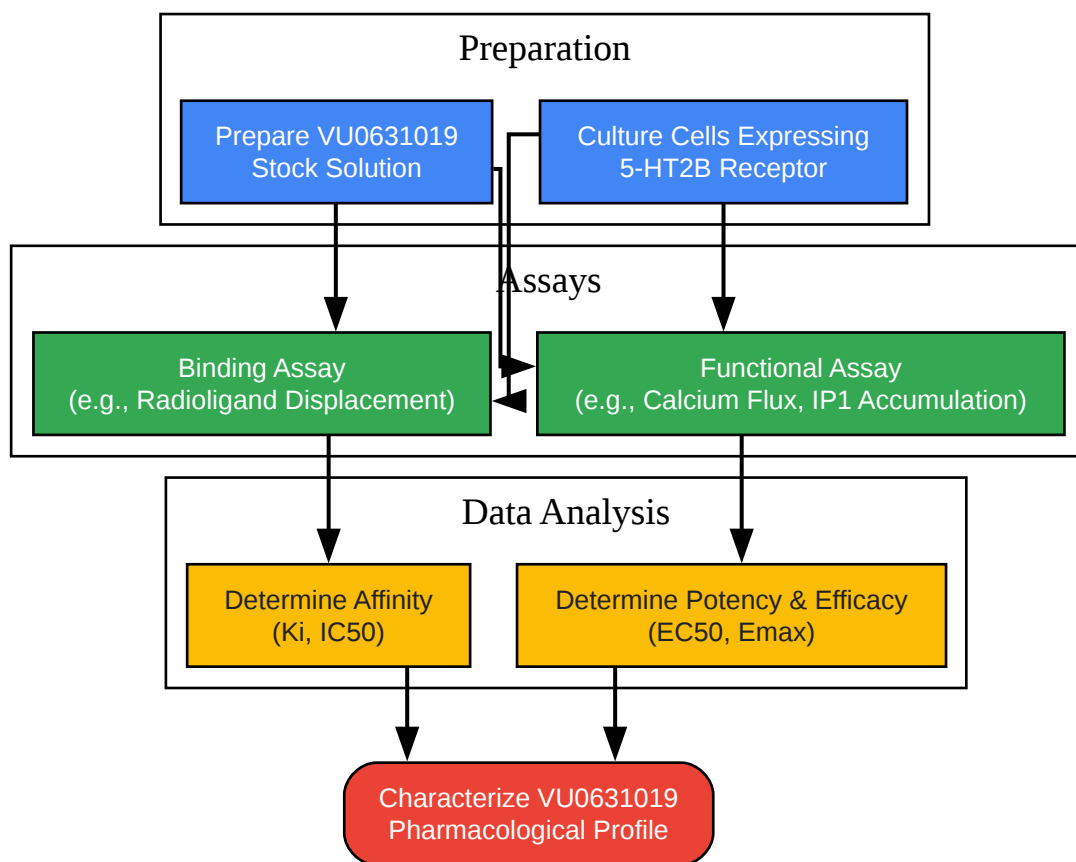 Preparation
Prepare VU0631019
Stock Solution
Culture Cells Expressing
5-HT2B Receptor
Assays
Binding Assay
(e.g., Radioligand Displacement)
Functional Assay
(e.g., Calcium Flux, IP1 Accumulation)
Data Analysis
Determine Affinity
(Ki, IC50)
Determine Potency & Efficacy
(EC50, Emax)
Characterize VU0631019
Pharmacological Profile